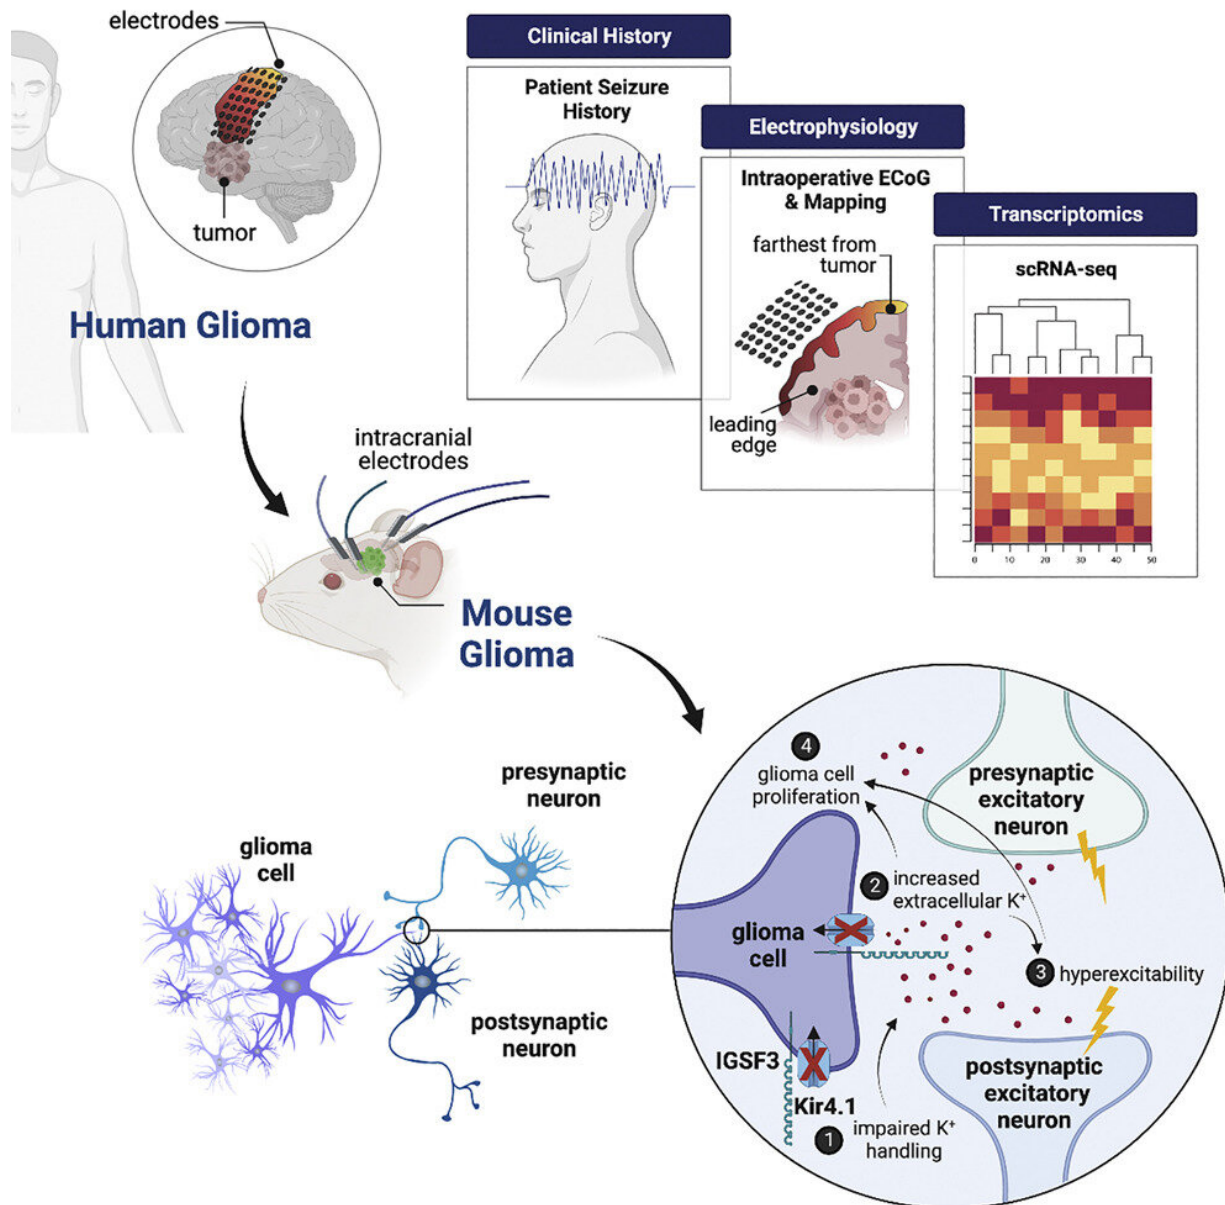 electrodes
tumor
Human Glioma
Clinical History
Patient Seizure
History
Electrophysiology
Intraoperative ECoG
& Mapping
farthest from
tumor
leading
edge
Transcriptomics
scRNA-seq
0 10 20 30 40 50
intracranial
electrodes
Mouse
Glioma
presynaptic
neuron
glioma
cell
postsynaptic
neuron
4
glioma cell
proliferation
presynaptic
excitatory
neuron
2 increased
extracellular K⁺
glioma
cell
3 hyperexcitability
IGSF3
Kir4.1
1 impaired K⁺
handling
postsynaptic
excitatory
neuron